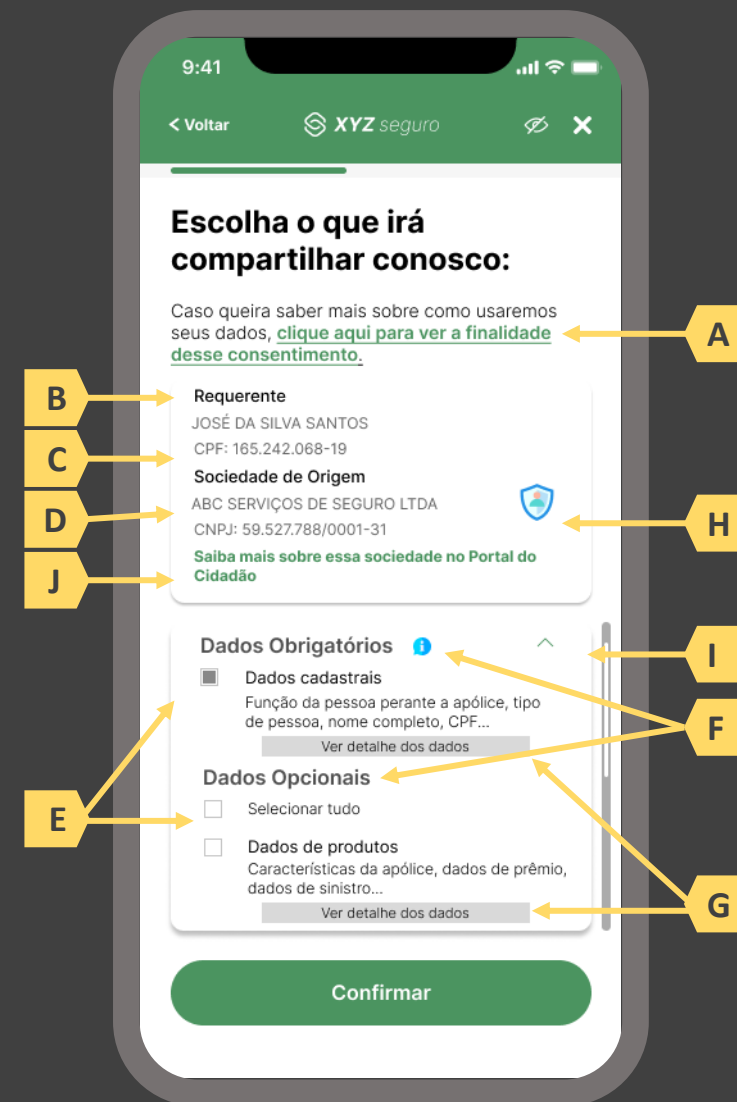 9:41
< Voltar
XYZ seguro
Escolha o que irá
compartilhar conosco:
Caso queira saber mais sobre como usaremos
seus dados, clique aqui para ver a finalidade
desse consentimento.
A
B
Requerente
JOSÉ DA SILVA SANTOS
C
CPF: 165.242.068-19
Sociedade de Origem
D
ABC SERVIÇOS DE SEGURO LTDA
H
CNPJ: 59.527.788/0001-31
J
Saiba mais sobre essa sociedade no Portal do
Cidadão
Dados Obrigatórios i
I
Dados cadastrais
Função da pessoa perante a apólice, tipo
de pessoa, nome completo, CPF...
F
Ver detalhe dos dados
Dados Opcionais
E
Selecionar tudo
Dados de produtos
Características da apólice, dados de prêmio,
dados de sinistro...
G
Ver detalhe dos dados
Confirmar